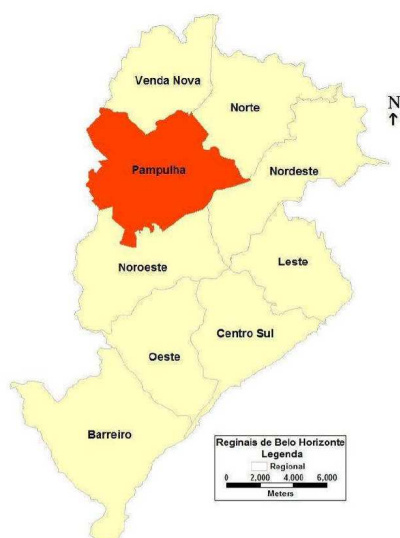 Venda Nova
Norte
N
Pampulha
Nordeste
Noroeste
Leste
Centro Sul
Oeste
Barreiro
Reginais de Belo Horizonte
Legenda
Regional
0 2,000 4,000 6,000
Meters